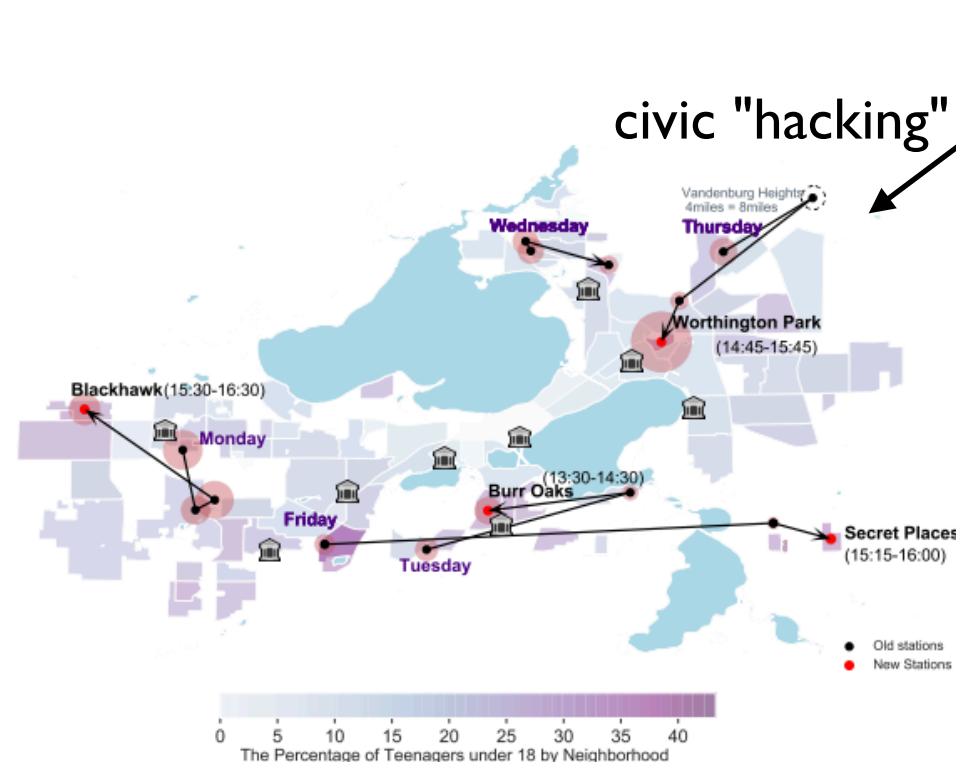 civic "hacking"
Vandenburg Heights
4miles = 8miles
Wednesday
Thursday
Worthington Park
(14:45-15:45)
Blackhawk(15:30-16:30)
Monday
(13:30-14:30)
Burr Oaks
Friday
Secret Places
(15:15-16:00)
Tuesday
Old stations
New Stations
0 5 10 15 20 25 30 35 40
The Percentage of Teenagers under 18 by Neighborhood